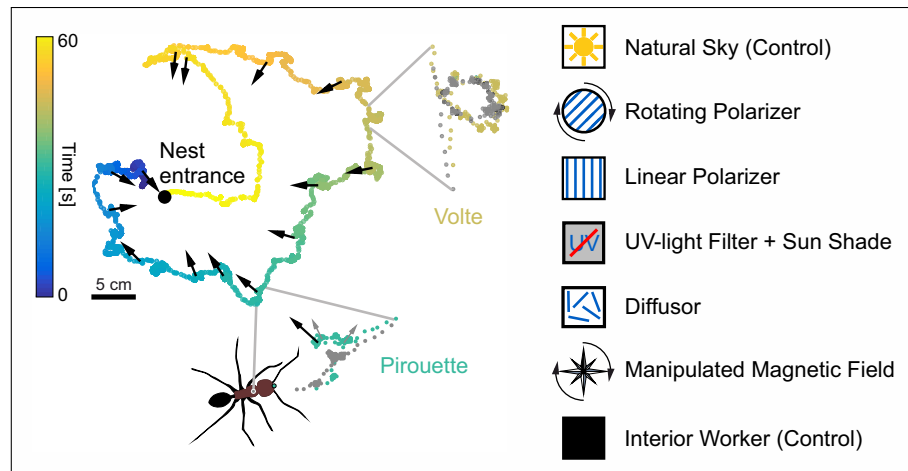 60
Time [s]
0
Nest
entrance
5 cm
Volte
Pirouette
Natural Sky (Control)
Rotating Polarizer
Linear Polarizer
UV
UV-light Filter + Sun Shade
Diffusor
Manipulated Magnetic Field
Interior Worker (Control)